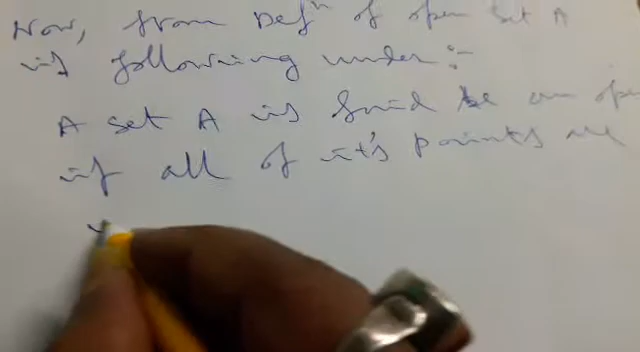 Now, from Defⁿ of open set A
is following under :-
A set A is said be an open
if all of it's points are